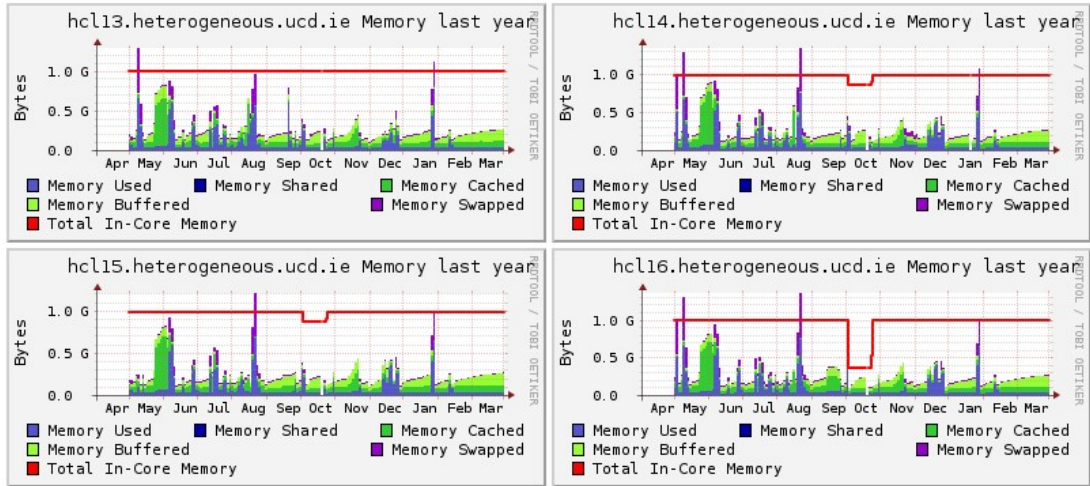 hcl13.heterogeneous.ucd.ie Memory last year
RRDTOOL / TOBI OETIKER
Bytes
1.0 G
0.5 G
0.0
Apr May Jun Jul Aug Sep Oct Nov Dec Jan Feb Mar
Memory Used Memory Shared Memory Cached
Memory Buffered Memory Swapped
Total In-Core Memory
hcl14.heterogeneous.ucd.ie Memory last year
RRDTOOL / TOBI OETIKER
Bytes
1.0 G
0.5 G
0.0
Apr May Jun Jul Aug Sep Oct Nov Dec Jan Feb Mar
Memory Used Memory Shared Memory Cached
Memory Buffered Memory Swapped
Total In-Core Memory
hcl15.heterogeneous.ucd.ie Memory last year
RRDTOOL / TOBI OETIKER
Bytes
1.0 G
0.5 G
0.0
Apr May Jun Jul Aug Sep Oct Nov Dec Jan Feb Mar
Memory Used Memory Shared Memory Cached
Memory Buffered Memory Swapped
Total In-Core Memory
hcl16.heterogeneous.ucd.ie Memory last year
RRDTOOL / TOBI OETIKER
Bytes
1.0 G
0.5 G
0.0
Apr May Jun Jul Aug Sep Oct Nov Dec Jan Feb Mar
Memory Used Memory Shared Memory Cached
Memory Buffered Memory Swapped
Total In-Core Memory